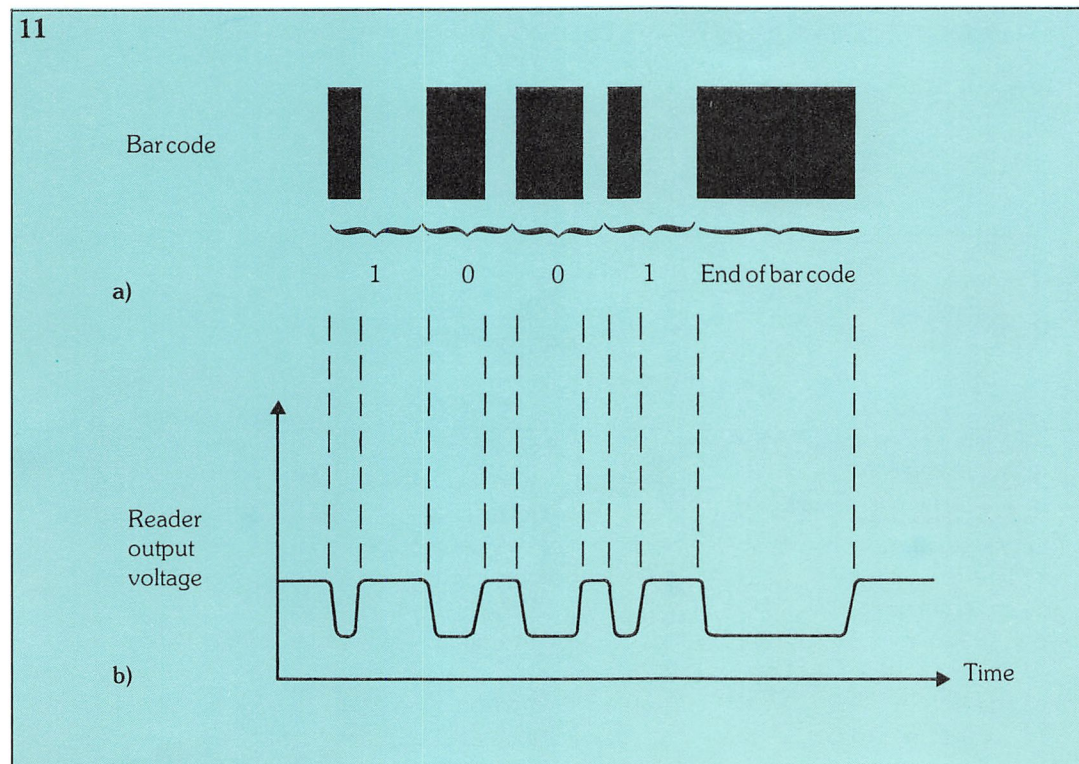 11
Bar code
1 0 0 1 End of bar code
a)
Reader
output
voltage
b)
Time